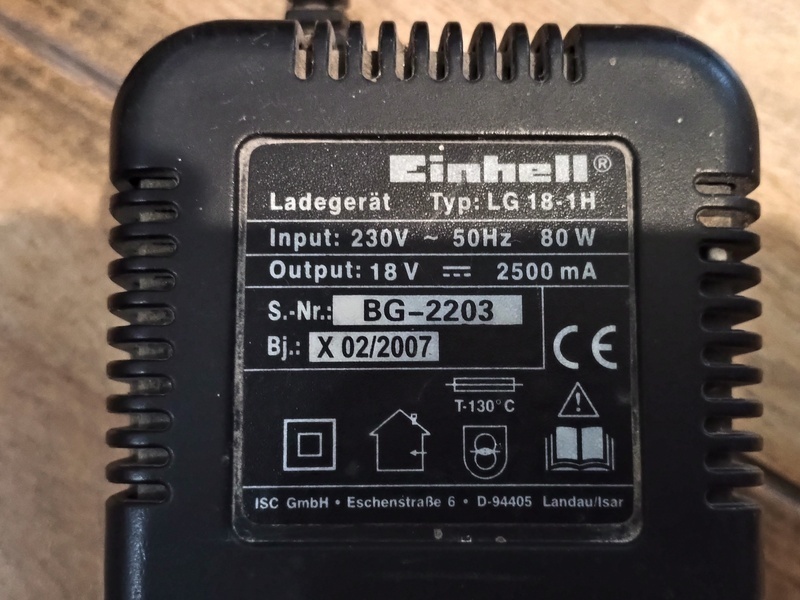 Einhell®
Ladegerät Typ: LG 18-1H
Input: 230V ~ 50Hz 80 W
Output: 18 V ⎓ 2500 mA
S.-Nr.: BG-2203
Bj.: X 02/2007
CE
T-130°C
ISC GmbH • Eschenstraße 6 • D-94405 Landau/Isar